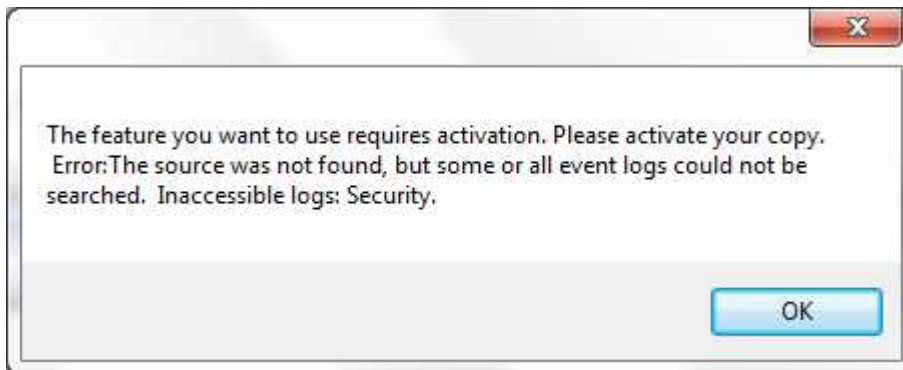 The feature you want to use requires activation. Please activate your copy.
Error:The source was not found, but some or all event logs could not be
searched.  Inaccessible logs: Security.
OK